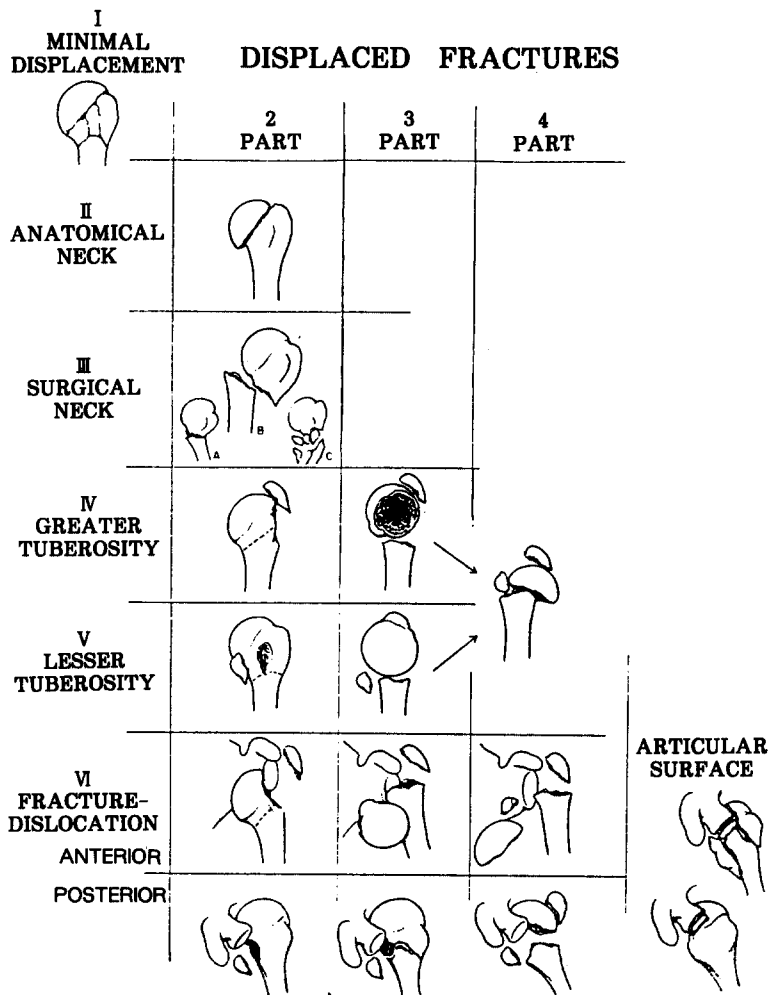 I
MINIMAL
DISPLACEMENT
DISPLACED FRACTURES
2
PART
3
PART
4
PART
II
ANATOMICAL
NECK
III
SURGICAL
NECK
A
B
C
IV
GREATER
TUBEROSITY
V
LESSER
TUBEROSITY
VI
FRACTURE-
DISLOCATION
ANTERIOR
POSTERIOR
ARTICULAR
SURFACE